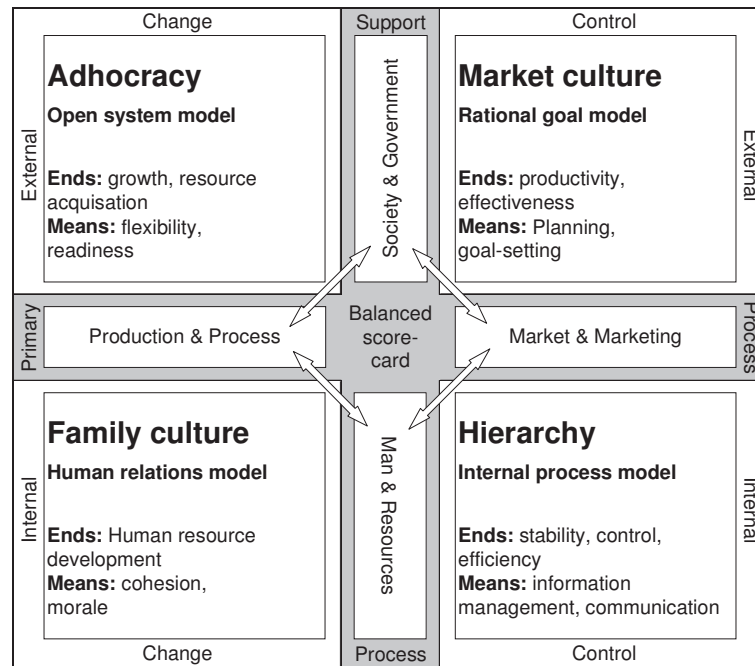 Change
Support
Control
External
Adhocracy
Open system model
Ends: growth, resource
acquisation
Means: flexibility,
readiness
Society & Government
Market culture
Rational goal model
Ends: productivity,
effectiveness
Means: Planning,
goal-setting
External
Primary
Production & Process
Balanced
score-
card
Market & Marketing
Process
Internal
Family culture
Human relations model
Ends: Human resource
development
Means: cohesion,
morale
Man & Resources
Hierarchy
Internal process model
Ends: stability, control,
efficiency
Means: information
management, communication
Internal
Change
Process
Control